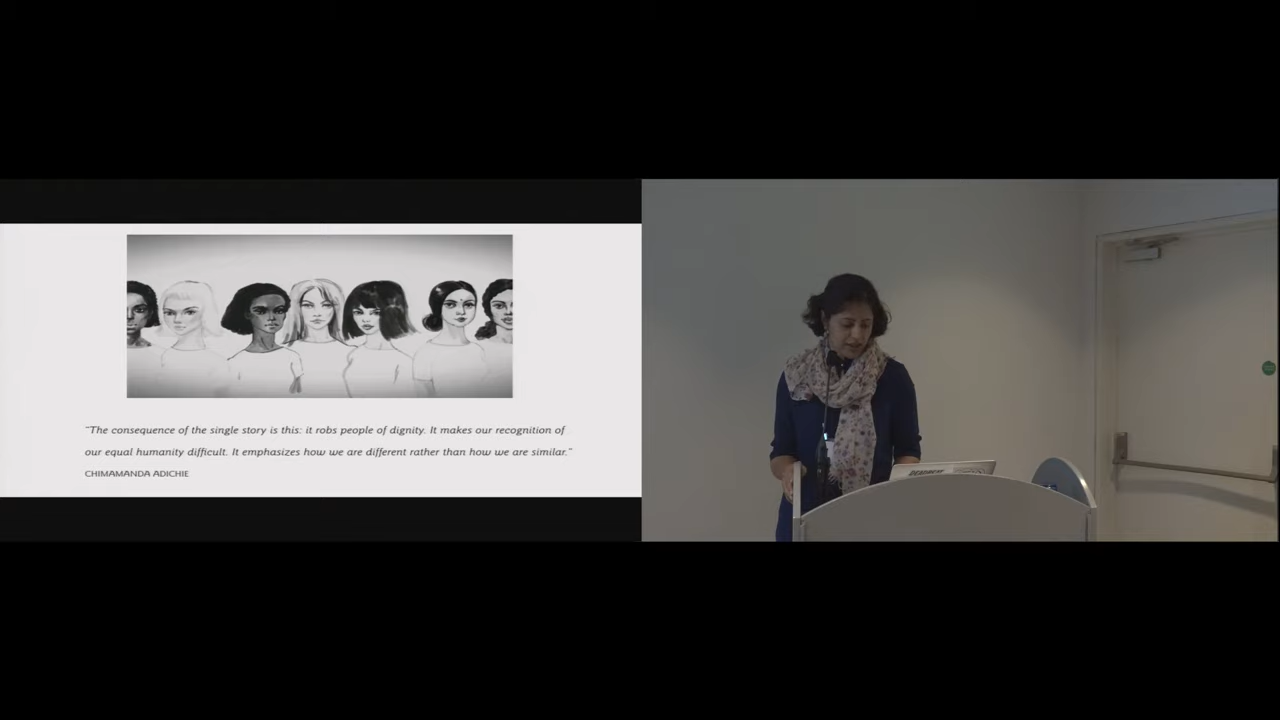 "The consequence of the single story is this: it robs people of dignity. It makes our recognition of
our equal humanity difficult. It emphasizes how we are different rather than how we are similar."
CHIMAMANDA ADICHIE